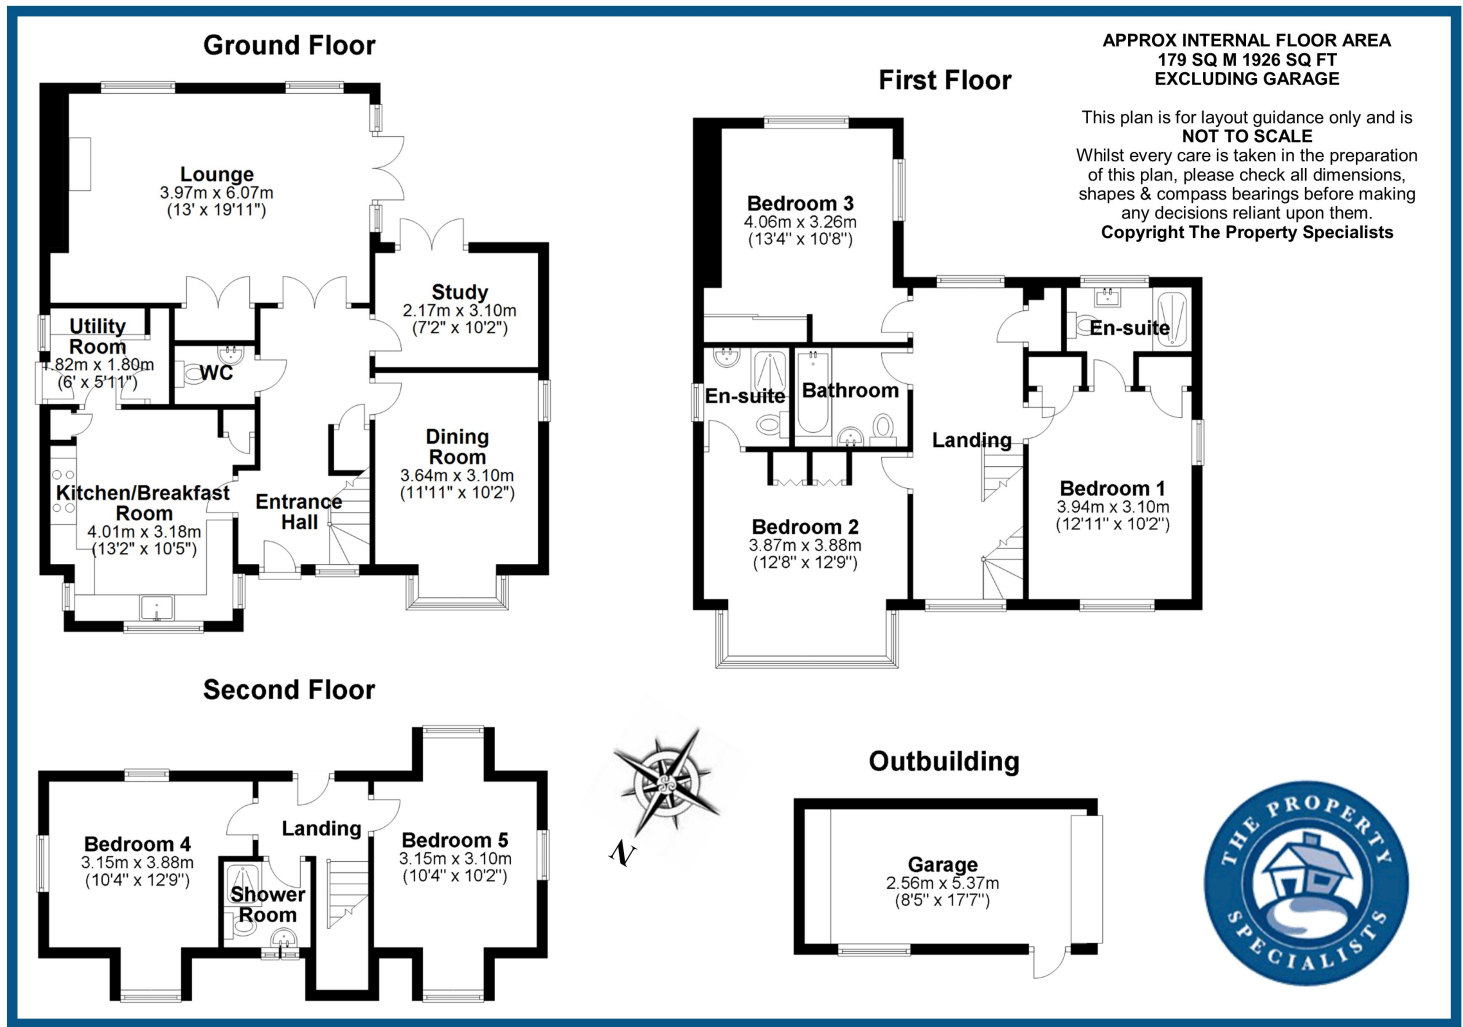 Ground Floor
Lounge
3.97m x 6.07m
(13' x 19'11")
Study
2.17m x 3.10m
(7'2" x 10'2")
Utility
Room
1.82m x 1.80m
(6' x 5'11")
WC
Dining
Room
3.64m x 3.10m
(11'11" x 10'2")
Kitchen/Breakfast
Room
4.01m x 3.18m
(13'2" x 10'5")
Entrance
Hall
First Floor
Bedroom 3
4.06m x 3.26m
(13'4" x 10'8")
En-suite
En-suite
Bathroom
Landing
Bedroom 1
3.94m x 3.10m
(12'11" x 10'2")
Bedroom 2
3.87m x 3.88m
(12'8" x 12'9")
APPROX INTERNAL FLOOR AREA
179 SQ M 1926 SQ FT
EXCLUDING GARAGE
This plan is for layout guidance only and is
NOT TO SCALE
Whilst every care is taken in the preparation
of this plan, please check all dimensions,
shapes & compass bearings before making
any decisions reliant upon them.
Copyright The Property Specialists
Second Floor
Bedroom 4
3.15m x 3.88m
(10'4" x 12'9")
Landing
Bedroom 5
3.15m x 3.10m
(10'4" x 10'2")
Shower
Room
N
Outbuilding
Garage
2.56m x 5.37m
(8'5" x 17'7")
THE PROPERTY
SPECIALISTS